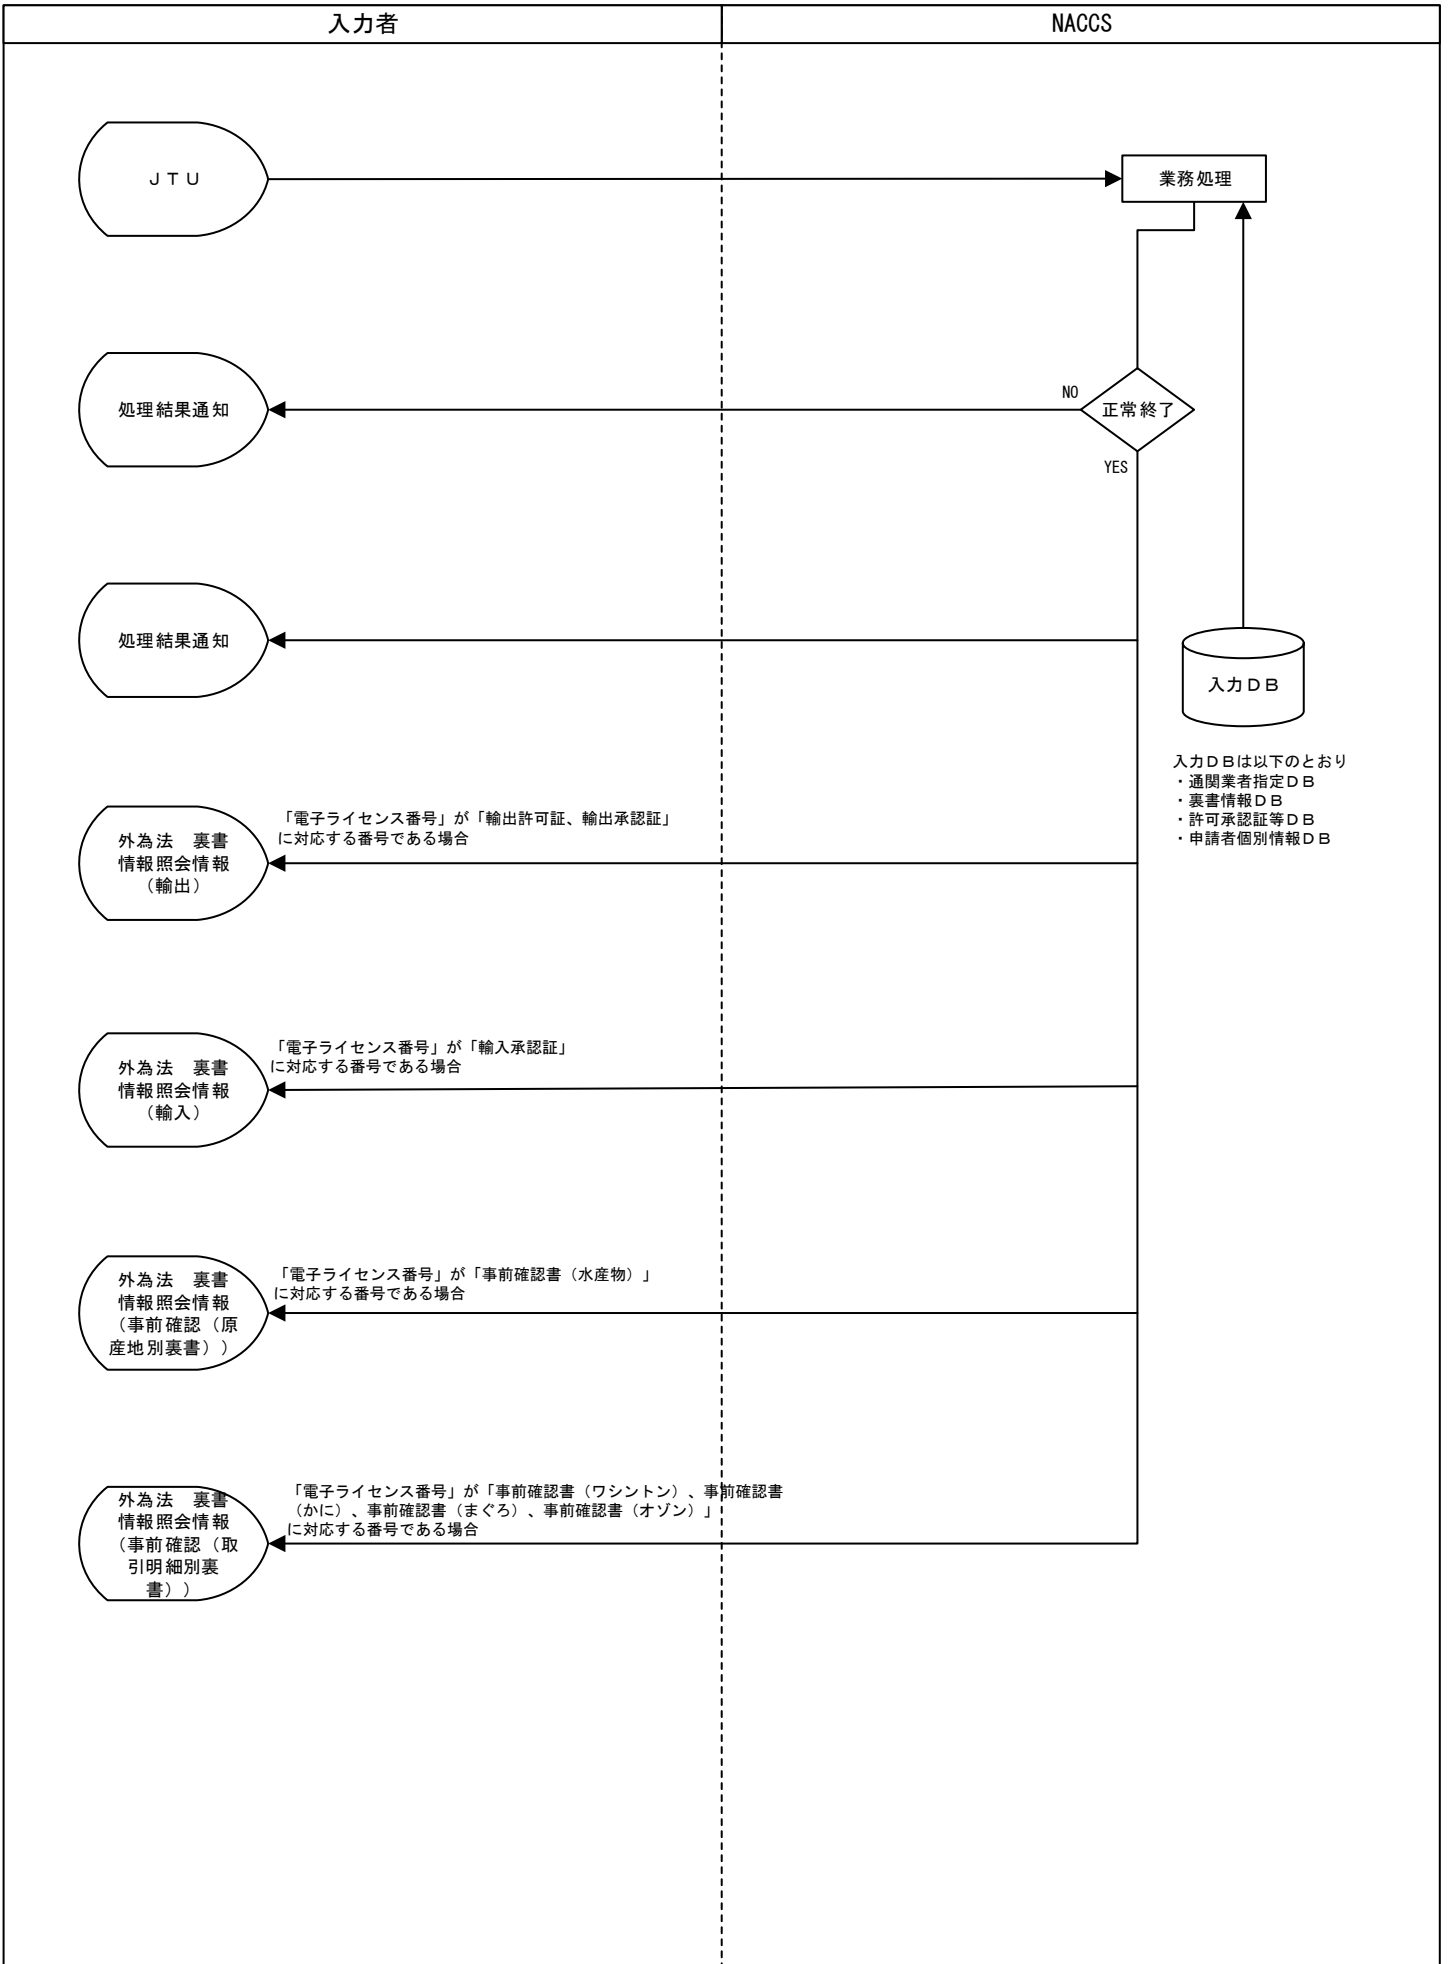 入力者
NACCS
ＪＴＵ
業務処理
処理結果通知
NO
正常終了
YES
処理結果通知
入力ＤＢ
入力ＤＢは以下のとおり
・通関業者指定ＤＢ
・裏書情報ＤＢ
・許可承認証等ＤＢ
・申請者個別情報ＤＢ
「電子ライセンス番号」が「輸出許可証、輸出承認証」
に対応する番号である場合
外為法　裏書
情報照会情報
（輸出）
「電子ライセンス番号」が「輸入承認証」
に対応する番号である場合
外為法　裏書
情報照会情報
（輸入）
「電子ライセンス番号」が「事前確認書（水産物）」
に対応する番号である場合
外為法　裏書
情報照会情報
（事前確認（原
産地別裏書））
「電子ライセンス番号」が「事前確認書（ワシントン）、事前確認書
（かに）、事前確認書（まぐろ）、事前確認書（オゾン）」
に対応する番号である場合
外為法　裏書
情報照会情報
（事前確認（取
引明細別裏
書））